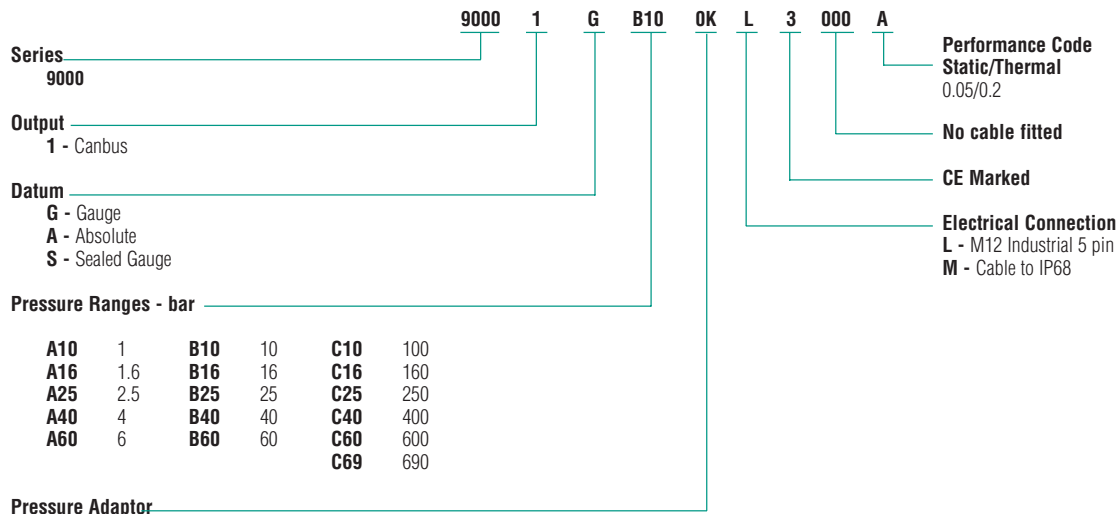 9000 1 G B10 0K L 3 000 A
Series
9000
Output
1 - Canbus
Datum
G - Gauge
A - Absolute
S - Sealed Gauge
Pressure Ranges - bar
A10 1 B10 10 C10 100
A16 1.6 B16 16 C16 160
A25 2.5 B25 25 C25 250
A40 4 B40 40 C40 400
A60 6 B60 60 C60 600
C69 690
Pressure Adaptor
Performance Code
Static/Thermal
0.05/0.2
No cable fitted
CE Marked
Electrical Connection
L - M12 Industrial 5 pin
M - Cable to IP68